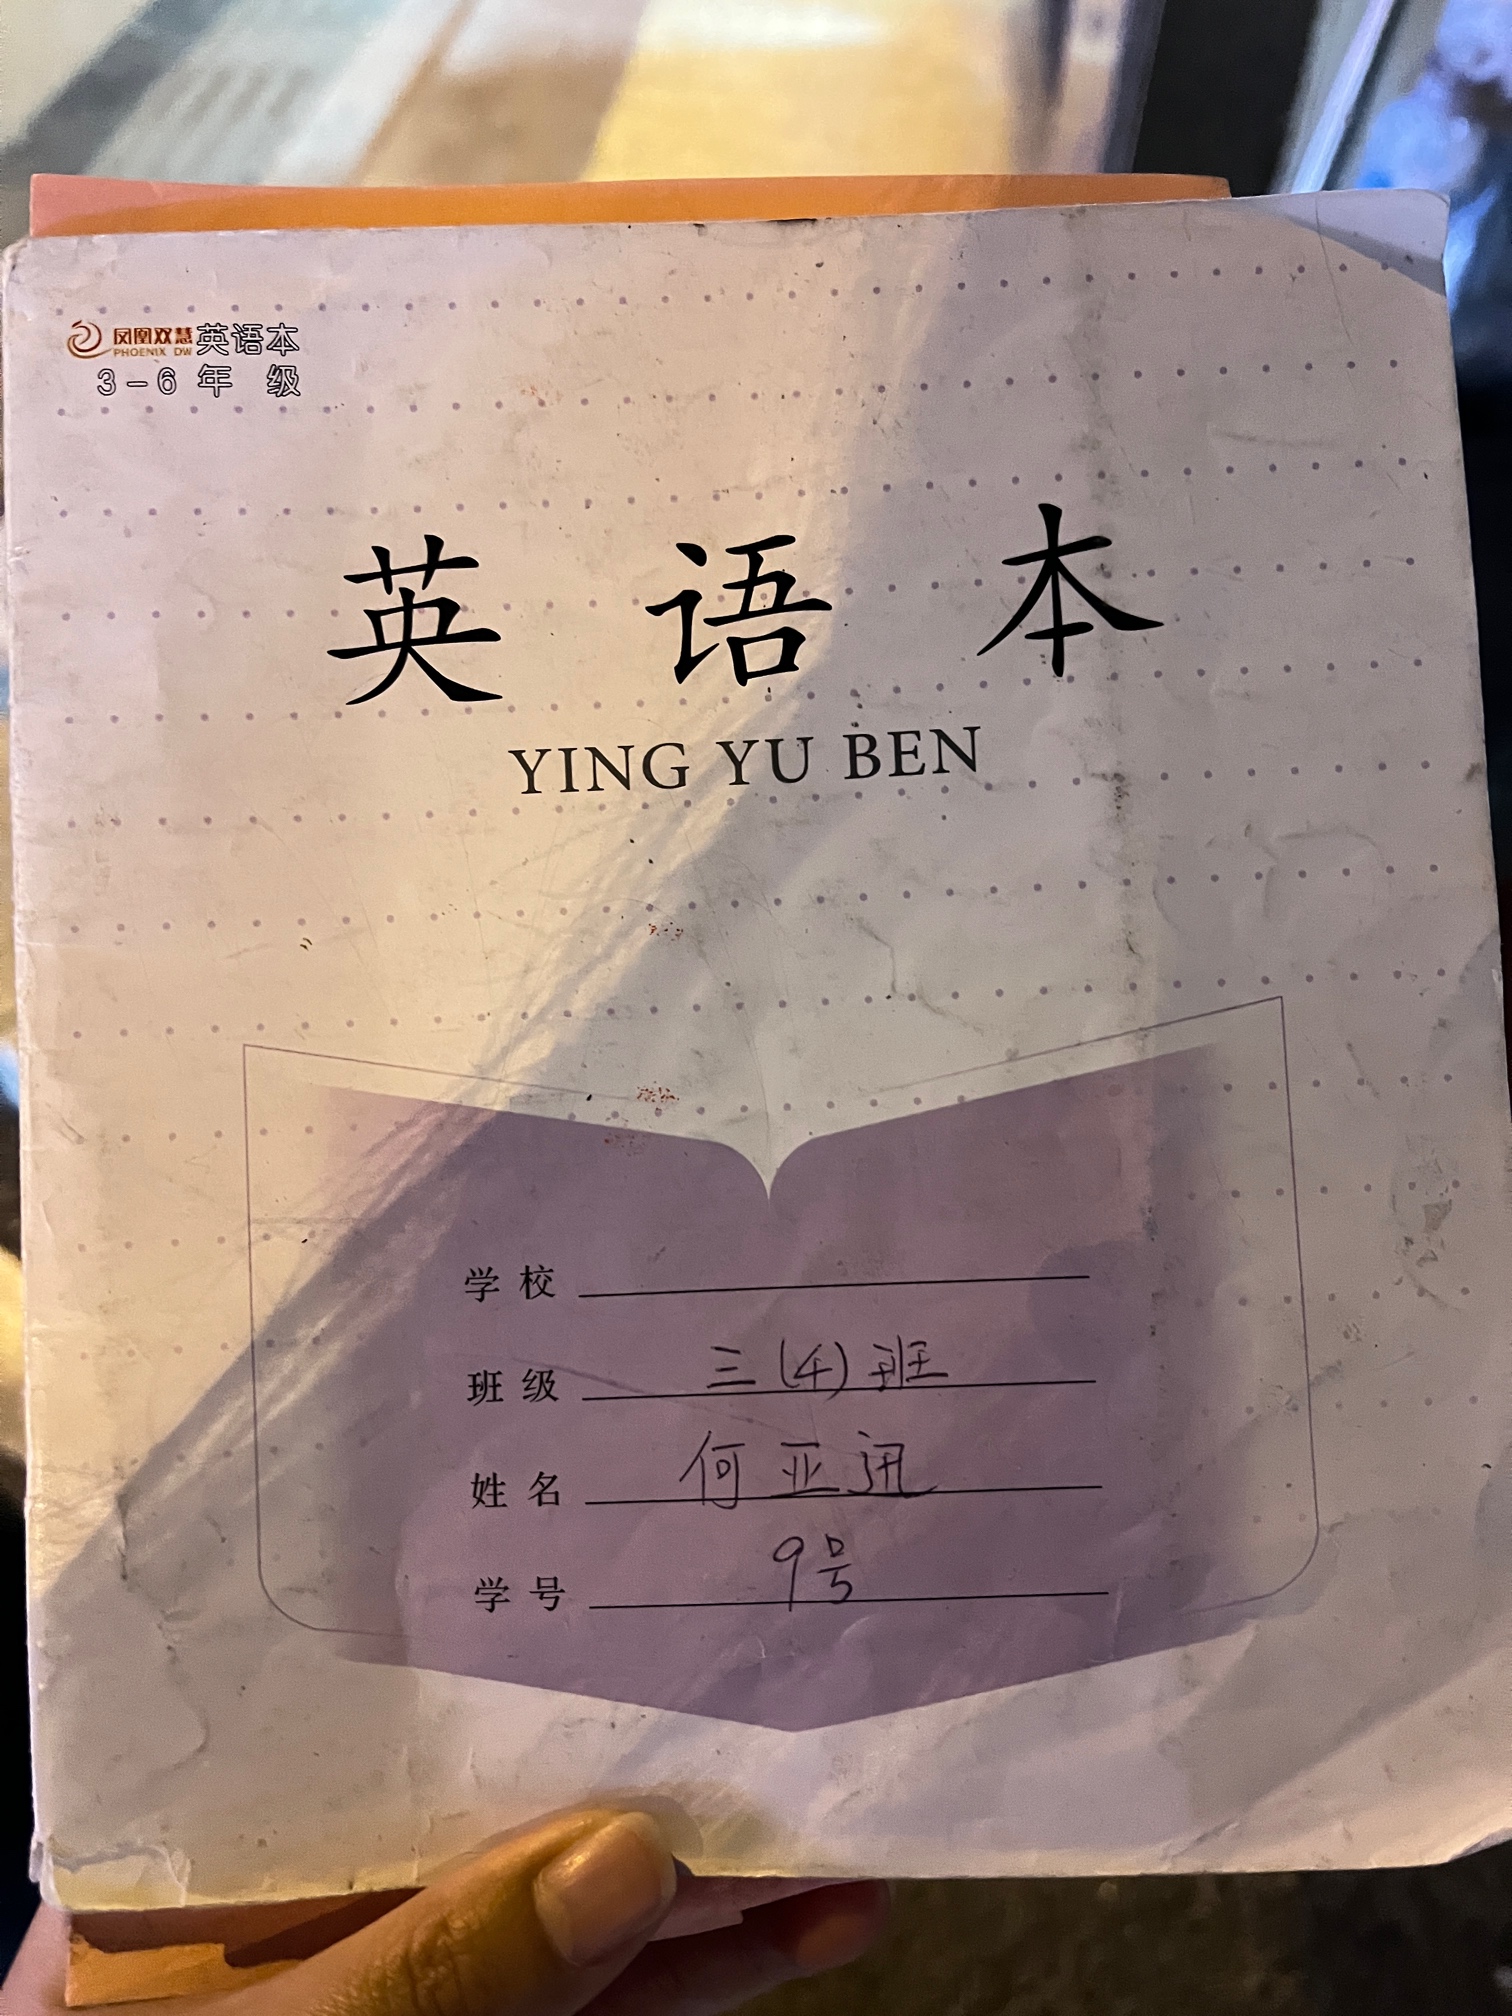 凤凰双慧英语本
PHOENIX DW
3-6年级
英语本
YING YU BEN
学校
班级 三(4)班
姓名 何亚迅
学号 9号